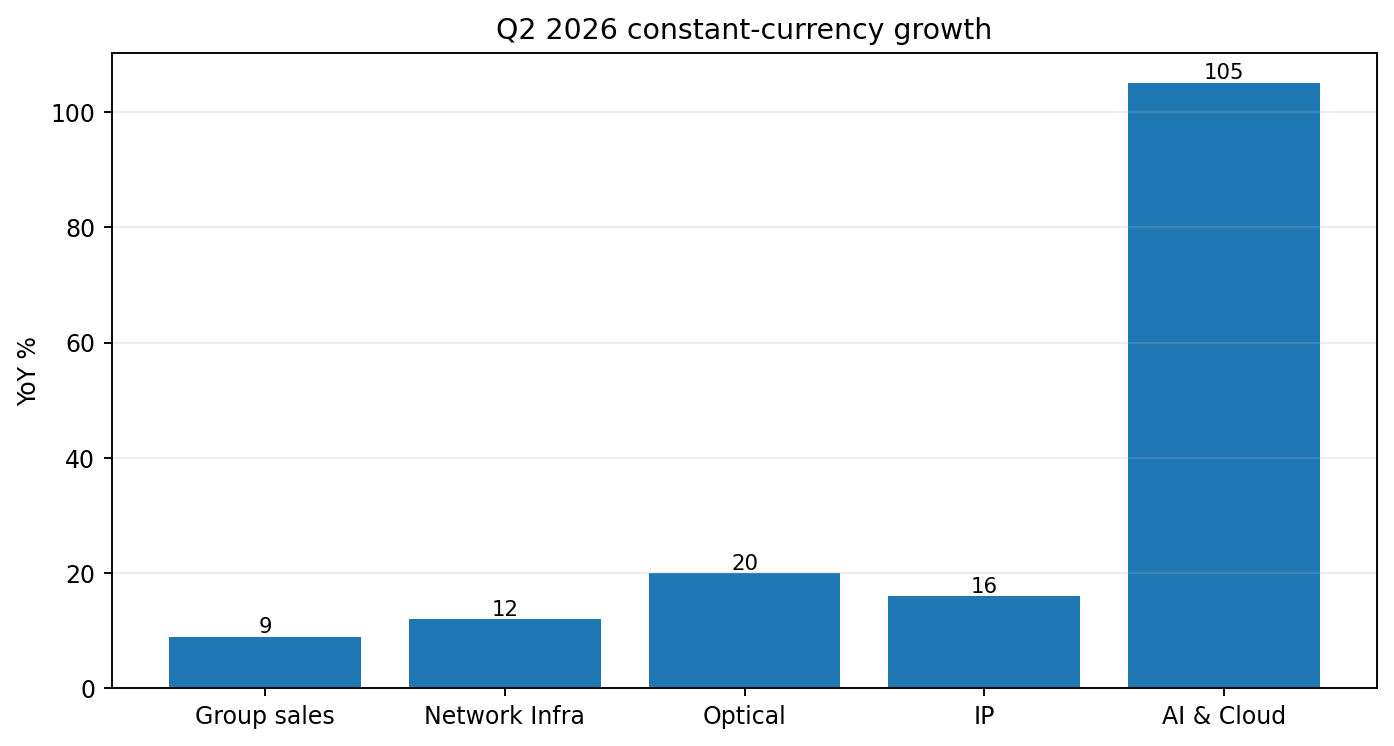 Q2 2026 constant-currency growth
YoY %
100
80
60
40
20
0
9
12
20
16
105
Group sales
Network Infra
Optical
IP
AI & Cloud